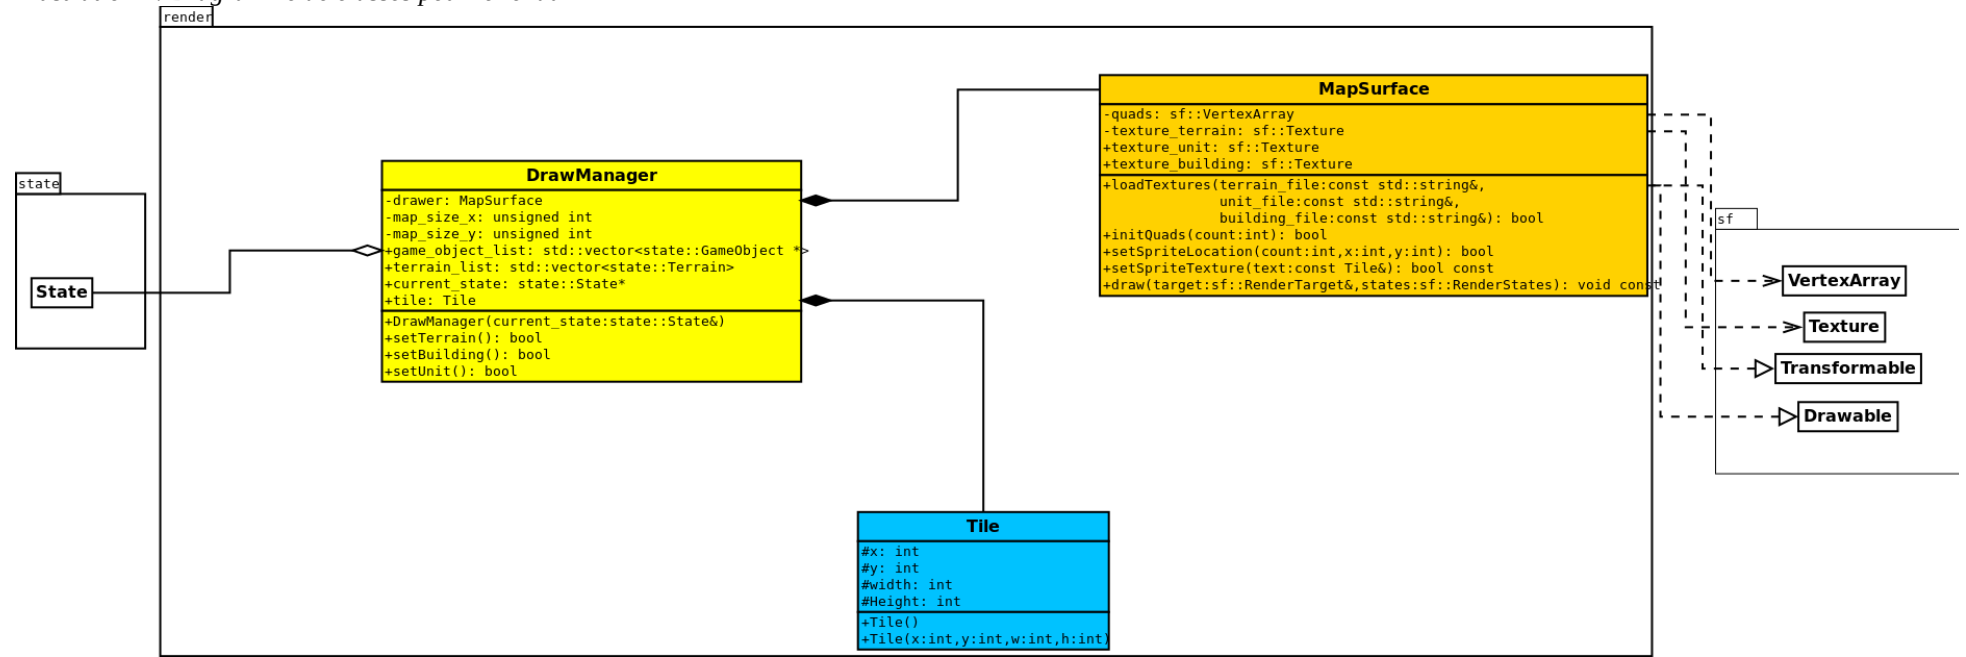 render
state
State
DrawManager
-drawer: MapSurface
-map_size_x: unsigned int
-map_size_y: unsigned int
+game_object_list: std::vector<state::GameObject *>
+terrain_list: std::vector<state::Terrain>
+current_state: state::State*
+tile: Tile
+DrawManager(current_state:state::State&)
+setTerrain(): bool
+setBuilding(): bool
+setUnit(): bool
MapSurface
-quads: sf::VertexArray
-texture_terrain: sf::Texture
+texture_unit: sf::Texture
+texture_building: sf::Texture
+loadTextures(terrain_file:const std::string&,
unit_file:const std::string&,
building_file:const std::string&): bool
+initQuads(count:int): bool
+setSpriteLocation(count:int,x:int,y:int): bool
+setSpriteTexture(text:const Tile&): bool const
+draw(target:sf::RenderTarget&,states:sf::RenderStates): void const
Tile
#x: int
#y: int
#width: int
#Height: int
+Tile()
+Tile(x:int,y:int,w:int,h:int)
sf
VertexArray
Texture
Transformable
Drawable